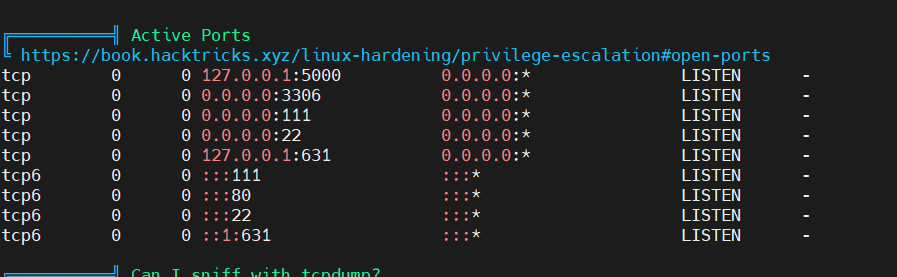 ╔══════════╣ Active Ports
╚ https://book.hacktricks.xyz/linux-hardening/privilege-escalation#open-ports
tcp        0      0 127.0.0.1:5000          0.0.0.0:*               LISTEN      -
tcp        0      0 0.0.0.0:3306            0.0.0.0:*               LISTEN      -
tcp        0      0 0.0.0.0:111             0.0.0.0:*               LISTEN      -
tcp        0      0 0.0.0.0:22              0.0.0.0:*               LISTEN      -
tcp        0      0 127.0.0.1:631           0.0.0.0:*               LISTEN      -
tcp6       0      0 :::111                  :::*                    LISTEN      -
tcp6       0      0 :::80                   :::*                    LISTEN      -
tcp6       0      0 :::22                   :::*                    LISTEN      -
tcp6       0      0 ::1:631                 :::*                    LISTEN      -
╔══════════╣ Can I sniff with tcpdump?